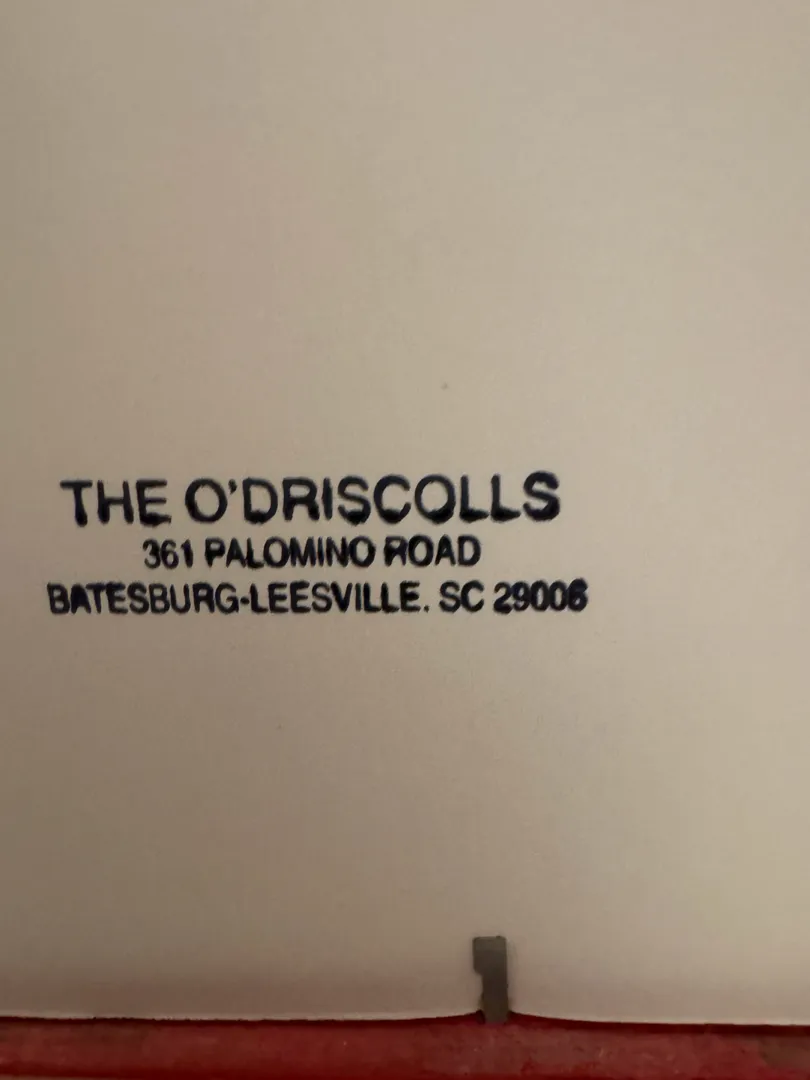 THE O'DRISCOLLS
361 PALOMINO ROAD
BATESBURG-LEESVILLE. SC 29006